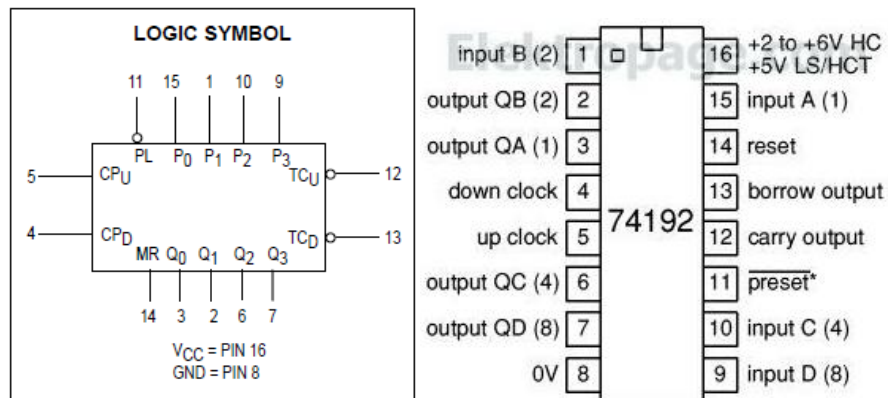 LOGIC SYMBOL
11 15 1 10 9
PL P0 P1 P2 P3
5 CPU TCU 12
4 CPD TCD 13
MR Q0 Q1 Q2 Q3
14 3 2 6 7
VCC = PIN 16
GND = PIN 8
Elektropage.com
input B (2) 1 16 +2 to +6V HC
+5V LS/HCT
output QB (2) 2 15 input A (1)
output QA (1) 3 14 reset
down clock 4 13 borrow output
74192
up clock 5 12 carry output
output QC (4) 6 11 preset*
output QD (8) 7 10 input C (4)
0V 8 9 input D (8)